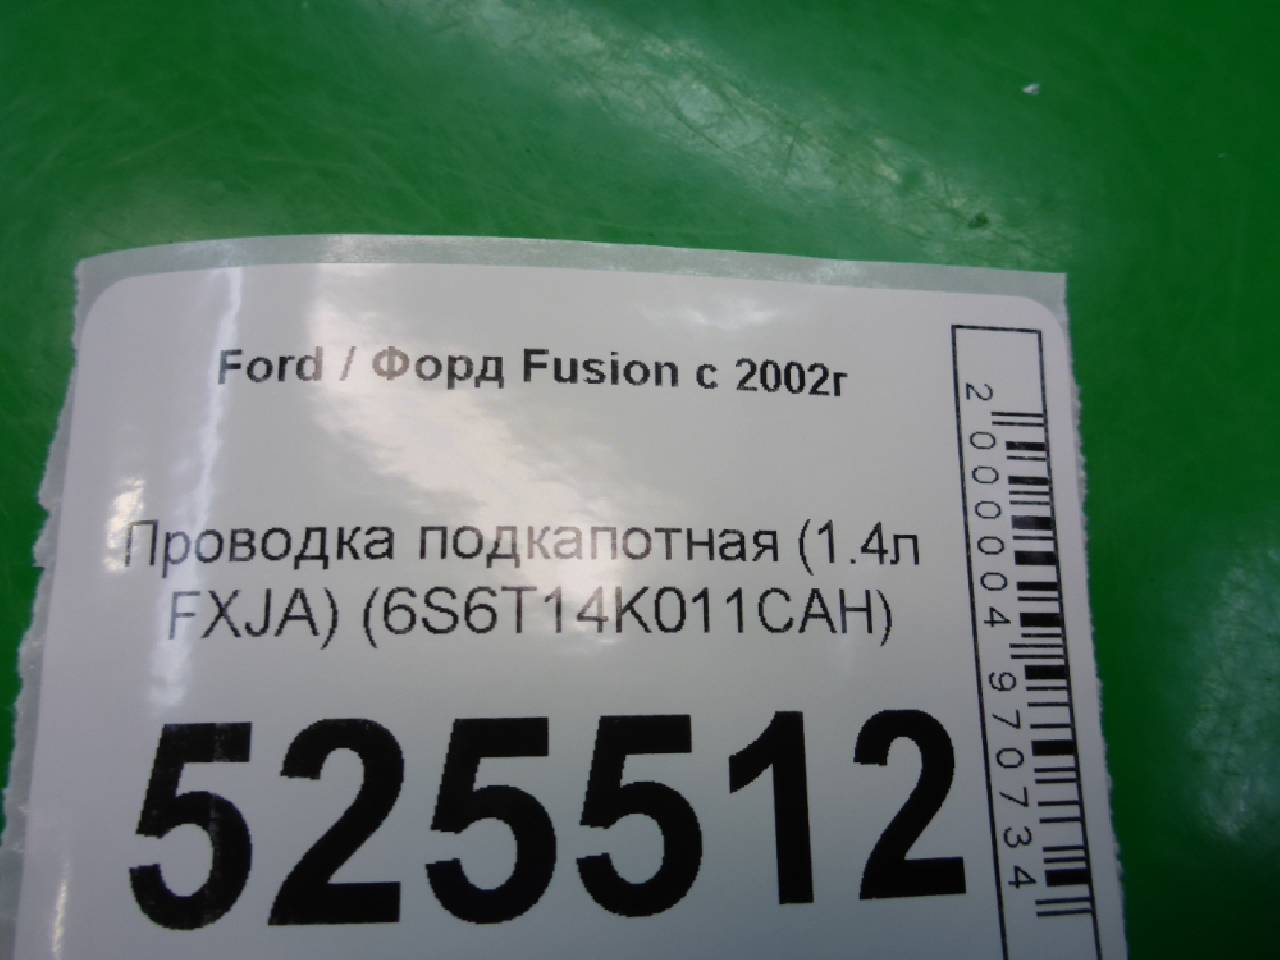 Ford / Форд Fusion с 2002г
Проводка подкапотная (1.4л
FXJA) (6S6T14K011CAH)
525512
2000004970734